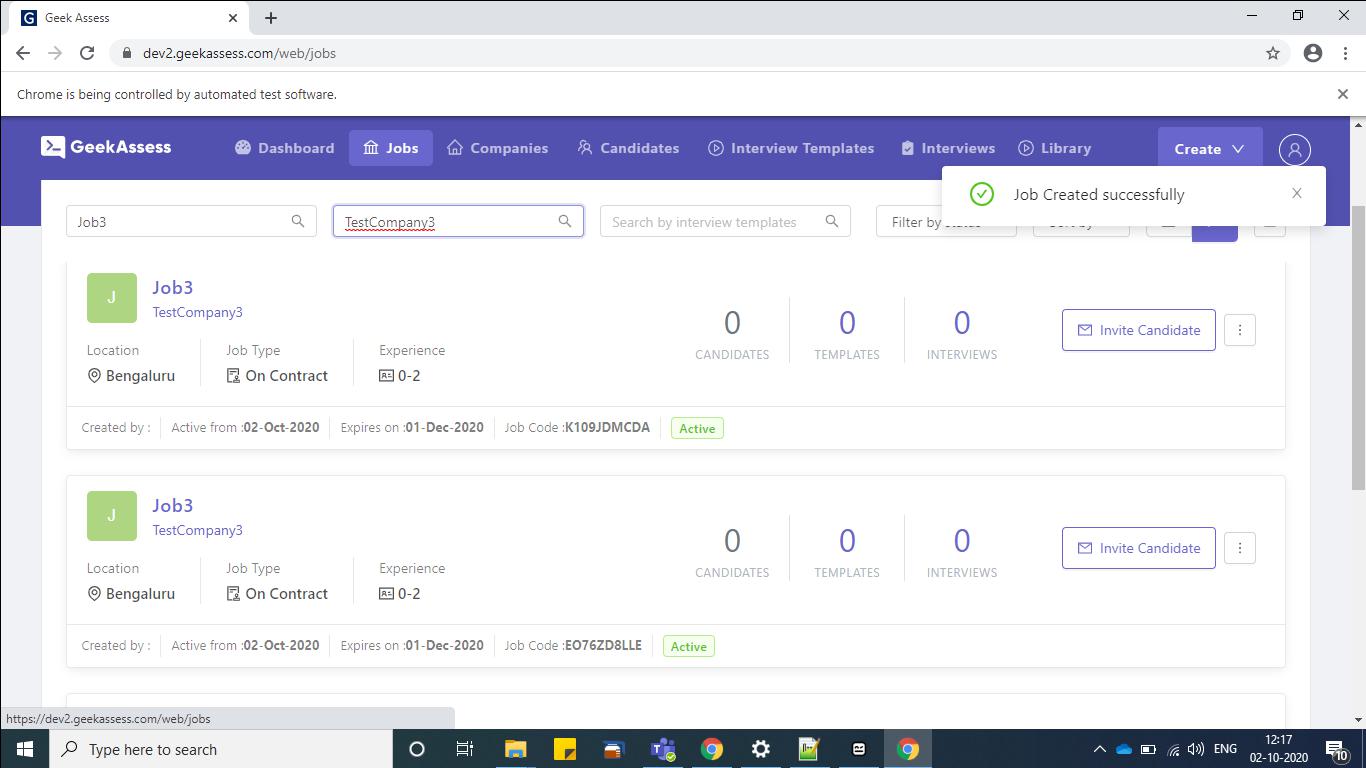 Geek Assess
dev2.geekassess.com/web/jobs
Chrome is being controlled by automated test software.
GeekAssess Dashboard Jobs Companies Candidates Interview Templates Interviews Library Create
Job Created successfully
Job3 TestCompany3 Search by interview templates Filter by
J Job3
TestCompany3
0 0 0
CANDIDATES TEMPLATES INTERVIEWS
Invite Candidate
Location Job Type Experience
Bengaluru On Contract 0-2
Created by : Active from :02-Oct-2020 Expires on :01-Dec-2020 Job Code :K109JDMCDA Active
J Job3
TestCompany3
0 0 0
CANDIDATES TEMPLATES INTERVIEWS
Invite Candidate
Location Job Type Experience
Bengaluru On Contract 0-2
Created by : Active from :02-Oct-2020 Expires on :01-Dec-2020 Job Code :EO76ZD8LLE Active
https://dev2.geekassess.com/web/jobs
Type here to search
ENG
12:17
02-10-2020
10